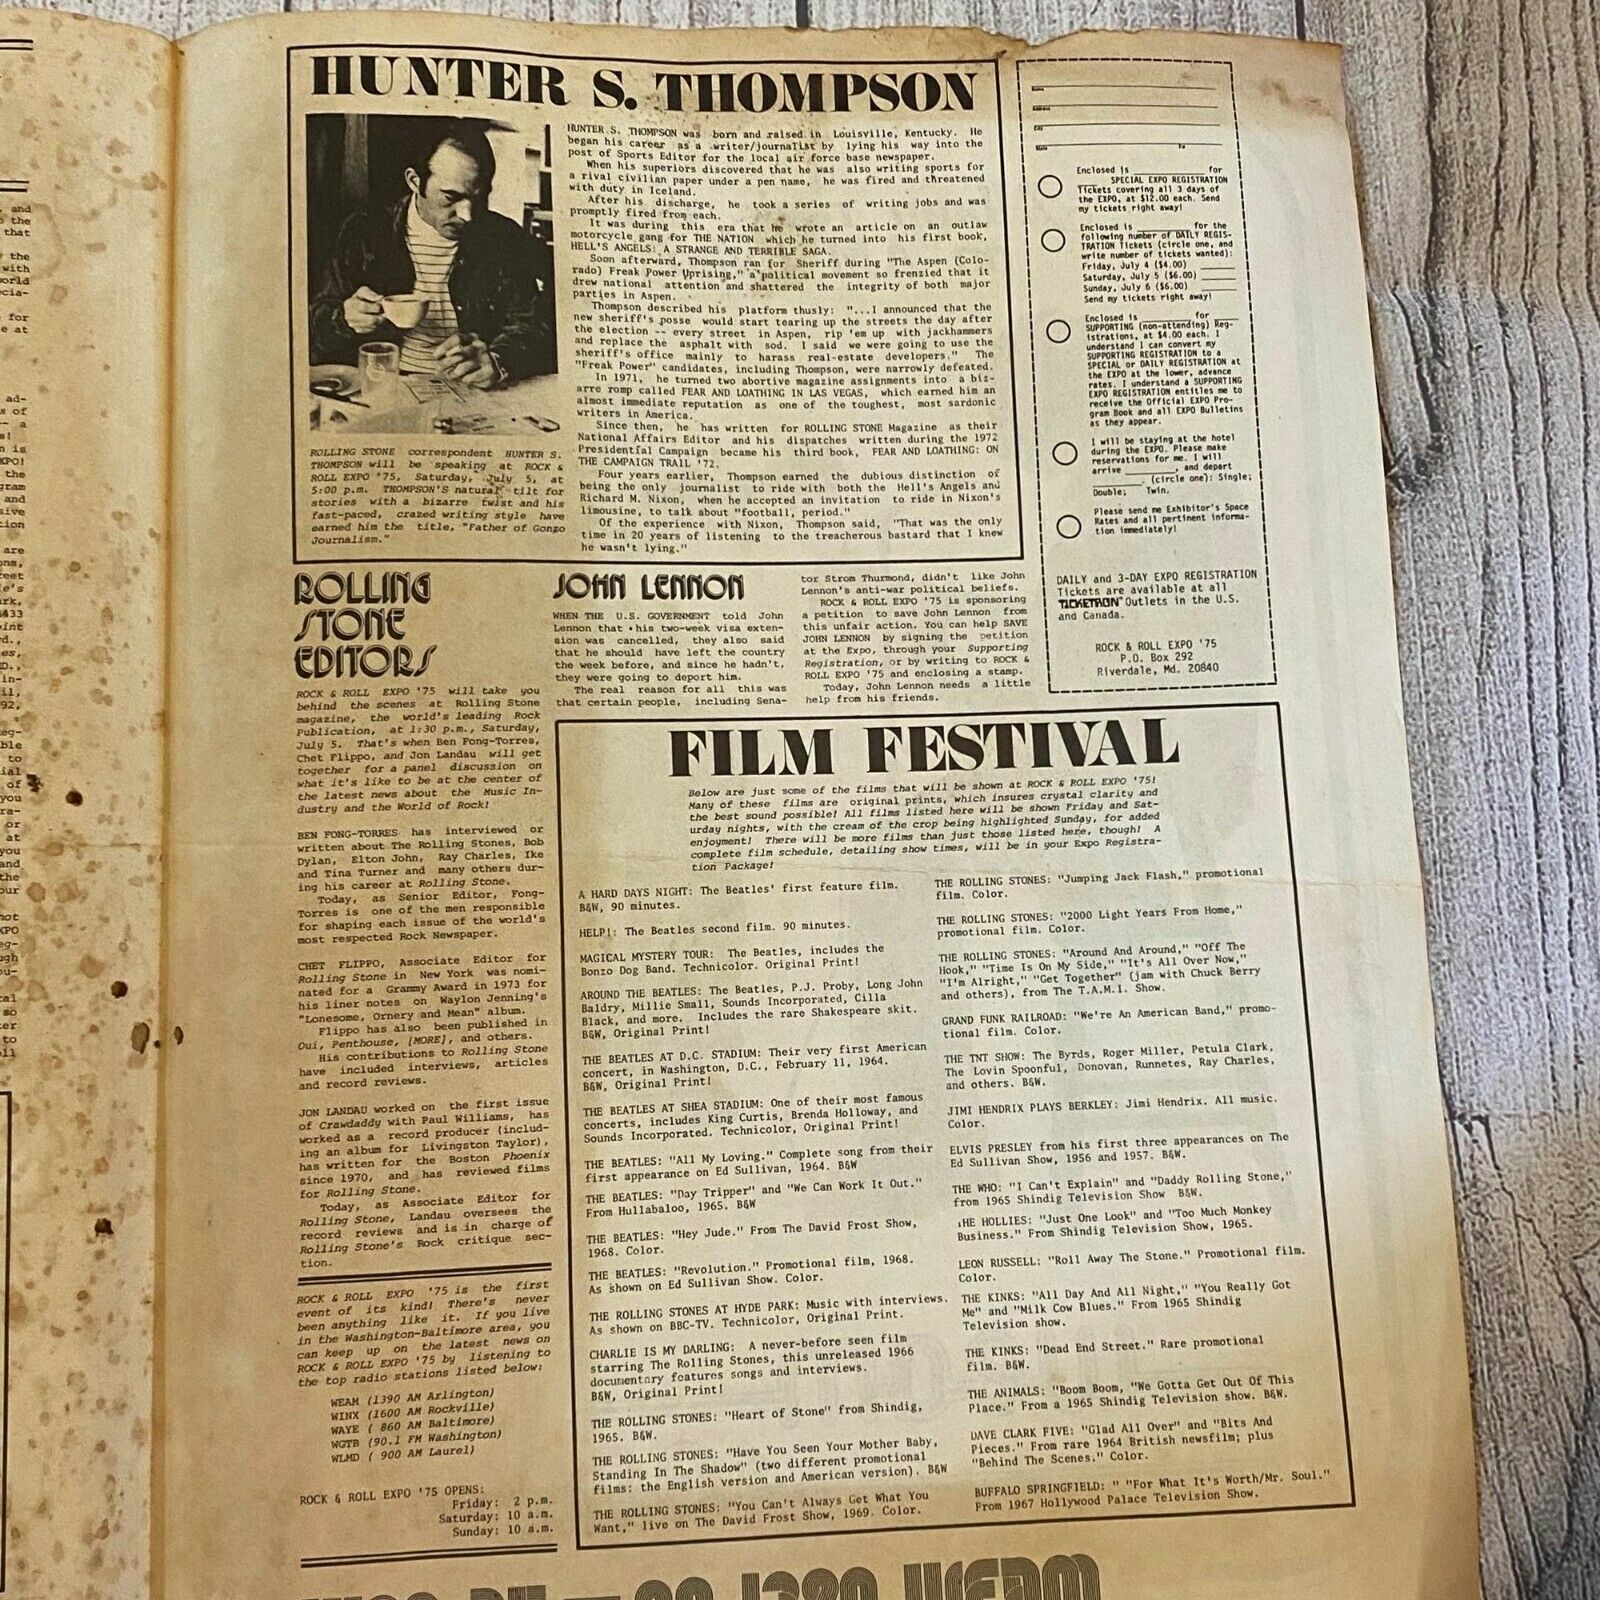 HUNTER S. THOMPSON
HUNTER S. THOMPSON was born and raised in Louisville, Kentucky. He
began his career as a writer/journalist by lying his way into the
post of Sports Editor for the local air force base newspaper.
When his superiors discovered that he was also writing sports for
a rival civilian paper under a pen name, he was fired and threatened
with duty in Iceland.
After his discharge, he took a series of writing jobs and was
promptly fired from each.
It was during this era that he wrote an article on an outlaw
motorcycle gang for THE NATION which he turned into his first book,
HELL'S ANGELS: A STRANGE AND TERRIBLE SAGA.
Soon afterward, Thompson ran for Sheriff during "The Aspen (Colo-
rado) Freak Power Uprising," a political movement so frenzied that it
drew national attention and shattered the integrity of both major
parties in Aspen.
Thompson described his platform thusly: "...I announced that the
new sheriff's posse would start tearing up the streets the day after
the election -- every street in Aspen, rip 'em up with jackhammers
and replace the asphalt with sod. I said we were going to use the
sheriff's office mainly to harass real-estate developers." The
"Freak Power" candidates, including Thompson, were narrowly defeated.
In 1971, he turned two abortive magazine assignments into a biz-
arre romp called FEAR AND LOATHING IN LAS VEGAS, which earned him an
almost immediate reputation as one of the toughest, most sardonic
writers in America.
Since then, he has written for ROLLING STONE Magazine as their
National Affairs Editor and his dispatches written during the 1972
Presidential Campaign became his third book, FEAR AND LOATHING: ON
THE CAMPAIGN TRAIL '72.
Four years earlier, Thompson earned the dubious distinction of
being the only journalist to ride with both the Hell's Angels and
Richard M. Nixon, when he accepted an invitation to ride in Nixon's
limousine, to talk about "football, period."
Of the experience with Nixon, Thompson said, "That was the only
time in 20 years of listening to the treacherous bastard that I knew
he wasn't lying."
ROLLING STONE correspondent HUNTER S.
THOMPSON will be speaking at ROCK &
ROLL EXPO '75, Saturday, July 5, at
5:00 p.m. THOMPSON'S natural tilt for
stories with a bizarre twist and his
fast-paced, crazed writing style have
earned him the title, "Father of Gonzo
Journalism."
Name
Address
City
State Zip
Enclosed is for
SPECIAL EXPO REGISTRATION
Tickets covering all 3 days of
the EXPO, at $12.00 each. Send
my tickets right away!
Enclosed is for the
following number of DAILY REGIS-
TRATION Tickets (circle one, and
write number of tickets wanted):
Friday, July 4 ($4.00)
Saturday, July 5 ($6.00)
Sunday, July 6 ($6.00)
Send my tickets right away!
Enclosed is for
SUPPORTING (non-attending) Reg-
istrations, at $4.00 each. I
understand I can convert my
SUPPORTING REGISTRATION to a
SPECIAL or DAILY REGISTRATION at
the EXPO at the lower, advance
rates. I understand a SUPPORTING
EXPO REGISTRATION entitles me to
receive the Official EXPO Pro-
gram Book and all EXPO Bulletins
as they appear.
I will be staying at the hotel
during the EXPO. Please make
reservations for me. I will
arrive , and depart
. (circle one): Single;
Double; Twin.
Please send me Exhibitor's Space
Rates and all pertinent informa-
tion immediately!
DAILY and 3-DAY EXPO REGISTRATION
Tickets are available at all
TICKETRON Outlets in the U.S.
and Canada.
ROCK & ROLL EXPO '75
P.O. Box 292
Riverdale, Md. 20840
ROLLING
STONE
EDITORS
ROCK & ROLL EXPO '75 will take you
behind the scenes at Rolling Stone
magazine, the world's leading Rock
Publication, at 1:30 p.m., Saturday,
July 5. That's when Ben Fong-Torres,
Chet Flippo, and Jon Landau will get
together for a panel discussion on
what it's like to be at the center of
the latest news about the Music In-
dustry and the World of Rock!
BEN FONG-TORRES has interviewed or
written about The Rolling Stones, Bob
Dylan, Elton John, Ray Charles, Ike
and Tina Turner and many others dur-
ing his career at Rolling Stone.
Today, as Senior Editor, Fong-
Torres is one of the men responsible
for shaping each issue of the world's
most respected Rock Newspaper.
CHET FLIPPO, Associate Editor for
Rolling Stone in New York was nomi-
nated for a Grammy Award in 1973 for
his liner notes on Waylon Jenning's
"Lonesome, Ornery and Mean" album.
Flippo has also been published in
Oui, Penthouse, [MORE], and others.
His contributions to Rolling Stone
have included interviews, articles
and record reviews.
JON LANDAU worked on the first issue
of Crawdaddy with Paul Williams, has
worked as a record producer (includ-
ing an album for Livingston Taylor),
has written for the Boston Phoenix
since 1970, and has reviewed films
for Rolling Stone.
Today, as Associate Editor for
Rolling Stone, Landau oversees the
record reviews and is in charge of
Rolling Stone's Rock critique sec-
tion.
ROCK & ROLL EXPO '75 is the first
event of its kind! There's never
been anything like it. If you live
in the Washington-Baltimore area, you
can keep up on the latest news on
ROCK & ROLL EXPO '75 by listening to
the top radio stations listed below:
WEAM (1390 AM Arlington)
WINX (1600 AM Rockville)
WAYE ( 860 AM Baltimore)
WGTB (90.1 FM Washington)
WLMD ( 900 AM Laurel)
ROCK & ROLL EXPO '75 OPENS:
Friday: 2 p.m.
Saturday: 10 a.m.
Sunday: 10 a.m.
JOHN LENNON
WHEN THE U.S. GOVERNMENT told John
Lennon that his two-week visa exten-
sion was cancelled, they also said
that he should have left the country
the week before, and since he hadn't,
they were going to deport him.
The real reason for all this was
that certain people, including Sena-
tor Strom Thurmond, didn't like John
Lennon's anti-war political beliefs.
ROCK & ROLL EXPO '75 is sponsoring
a petition to save John Lennon from
this unfair action. You can help SAVE
JOHN LENNON by signing the petition
at the Expo, through your Supporting
Registration, or by writing to ROCK &
ROLL EXPO '75 and enclosing a stamp.
Today, John Lennon needs a little
help from his friends.
FILM FESTIVAL
Below are just some of the films that will be shown at ROCK & ROLL EXPO '75!
Many of these films are original prints, which insures crystal clarity and
the best sound possible! All films listed here will be shown Friday and Sat-
urday nights, with the cream of the crop being highlighted Sunday, for added
enjoyment! There will be more films than just those listed here, though! A
complete film schedule, detailing show times, will be in your Expo Registra-
tion Package!
A HARD DAYS NIGHT: The Beatles' first feature film.
B&W, 90 minutes.
HELP!: The Beatles second film. 90 minutes.
MAGICAL MYSTERY TOUR: The Beatles, includes the
Bonzo Dog Band. Technicolor. Original Print!
AROUND THE BEATLES: The Beatles, P.J. Proby, Long John
Baldry, Millie Small, Sounds Incorporated, Cilla
Black, and more. Includes the rare Shakespeare skit.
B&W, Original Print!
THE BEATLES AT D.C. STADIUM: Their very first American
concert, in Washington, D.C., February 11, 1964.
B&W, Original Print!
THE BEATLES AT SHEA STADIUM: One of their most famous
concerts, includes King Curtis, Brenda Holloway, and
Sounds Incorporated. Technicolor, Original Print!
THE BEATLES: "All My Loving." Complete song from their
first appearance on Ed Sullivan, 1964. B&W
THE BEATLES: "Day Tripper" and "We Can Work It Out."
From Hullabaloo, 1965. B&W
THE BEATLES: "Hey Jude." From The David Frost Show,
1968. Color.
THE BEATLES: "Revolution." Promotional film, 1968.
As shown on Ed Sullivan Show. Color.
THE ROLLING STONES AT HYDE PARK: Music with interviews.
As shown on BBC-TV. Technicolor, Original Print.
CHARLIE IS MY DARLING: A never-before seen film
starring The Rolling Stones, this unreleased 1966
documentary features songs and interviews.
B&W, Original Print!
THE ROLLING STONES: "Heart of Stone" from Shindig,
1965. B&W.
THE ROLLING STONES: "Have You Seen Your Mother Baby,
Standing In The Shadow" (two different promotional
films: the English version and American version). B&W
THE ROLLING STONES: "You Can't Always Get What You
Want," live on The David Frost Show, 1969. Color.
THE ROLLING STONES: "Jumping Jack Flash," promotional
film. Color.
THE ROLLING STONES: "2000 Light Years From Home,"
promotional film. Color.
THE ROLLING STONES: "Around And Around," "Off The
Hook," "Time Is On My Side," "It's All Over Now,"
"I'm Alright," "Get Together" (jam with Chuck Berry
and others), from The T.A.M.I. Show.
GRAND FUNK RAILROAD: "We're An American Band," promo-
tional film. Color.
THE TNT SHOW: The Byrds, Roger Miller, Petula Clark,
The Lovin Spoonful, Donovan, Runnetes, Ray Charles,
and others. B&W.
JIMI HENDRIX PLAYS BERKLEY: Jimi Hendrix. All music.
Color.
ELVIS PRESLEY from his first three appearances on The
Ed Sullivan Show, 1956 and 1957. B&W.
THE WHO: "I Can't Explain" and "Daddy Rolling Stone,"
from 1965 Shindig Television Show B&W.
THE HOLLIES: "Just One Look" and "Too Much Monkey
Business." From Shindig Television Show, 1965.
LEON RUSSELL: "Roll Away The Stone." Promotional film.
Color.
THE KINKS: "All Day And All Night," "You Really Got
Me" and "Milk Cow Blues." From 1965 Shindig
Television show.
THE KINKS: "Dead End Street." Rare promotional
film. B&W.
THE ANIMALS: "Boom Boom, "We Gotta Get Out Of This
Place." From a 1965 Shindig Television show. B&W.
DAVE CLARK FIVE: "Glad All Over" and "Bits And
Pieces." From rare 1964 British newsfilm; plus
"Behind The Scenes." Color.
BUFFALO SPRINGFIELD: " "For What It's Worth/Mr. Soul."
From 1967 Hollywood Palace Television Show.